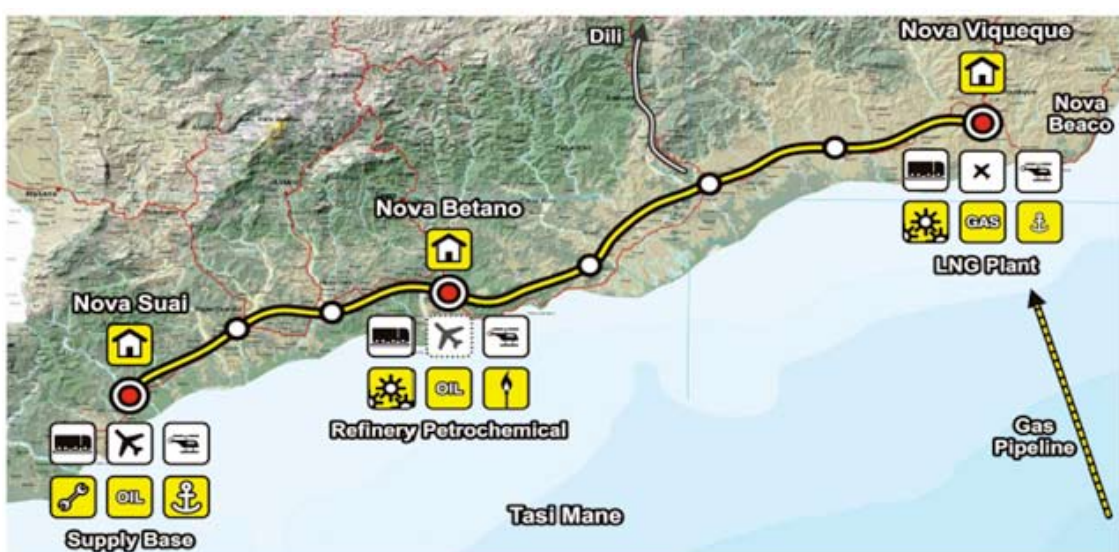 Dili
Nova Viqueque
Nova
Beaco
Nova Betano
GAS
LNG Plant
Nova Suai
OIL
Refinery Petrochemical
Gas
Pipeline
OIL
Tasi Mane
Supply Base